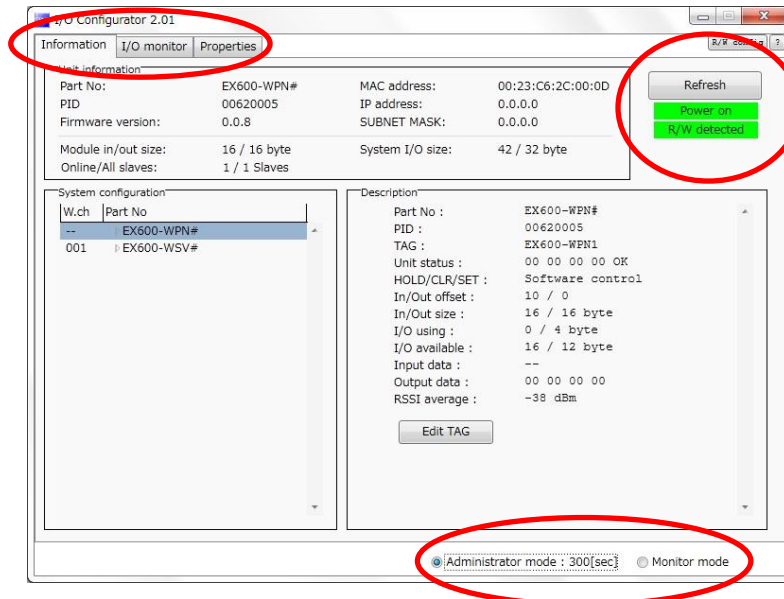 I/O Configurator 2.01
Information I/O monitor Properties R/W config ?
Unit information
Part No: EX600-WPN# MAC address: 00:23:C6:2C:00:0D Refresh
PID 00620005 IP address: 0.0.0.0 Power on
Firmware version: 0.0.8 SUBNET MASK: 0.0.0.0 R/W detected
Module in/out size: 16 / 16 byte System I/O size: 42 / 32 byte
Online/All slaves: 1 / 1 Slaves
System configuration
W.ch Part No
-- EX600-WPN#
001 EX600-WSV#
Description
Part No : EX600-WPN#
PID : 00620005
TAG : EX600-WPN1
Unit status : 00 00 00 00 OK
HOLD/CLR/SET : Software control
In/Out offset : 10 / 0
In/Out size : 16 / 16 byte
I/O using : 0 / 4 byte
I/O available : 16 / 12 byte
Input data : --
Output data : 00 00 00 00
RSSI average : -38 dBm
Edit TAG
Administrator mode : 300[sec] Monitor mode